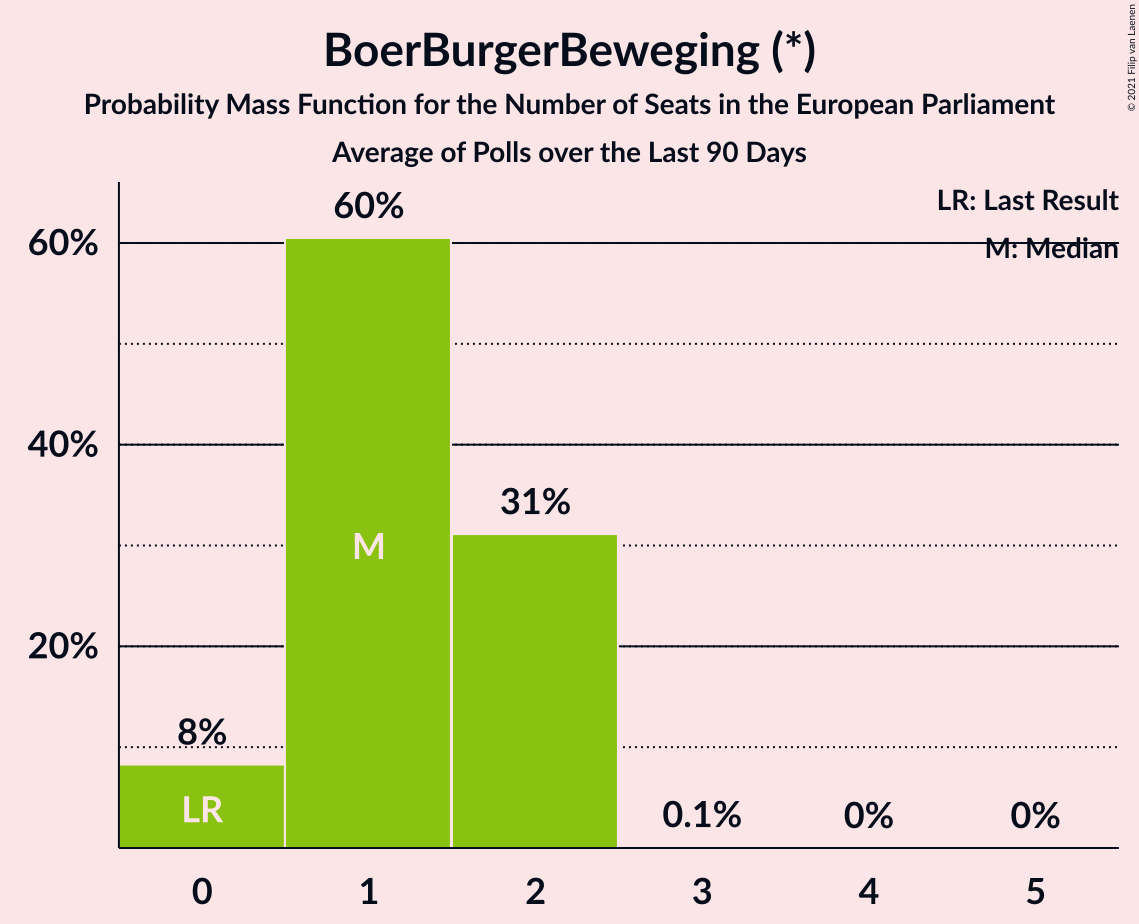 BoerBurgerBeweging (*)
Probability Mass Function for the Number of Seats in the European Parliament
Average of Polls over the Last 90 Days
© 2021 Filip van Laenen
LR: Last Result
M: Median
60%
40%
20%
8%
60%
31%
0.1%
0%
0%
LR
M
0 1 2 3 4 5